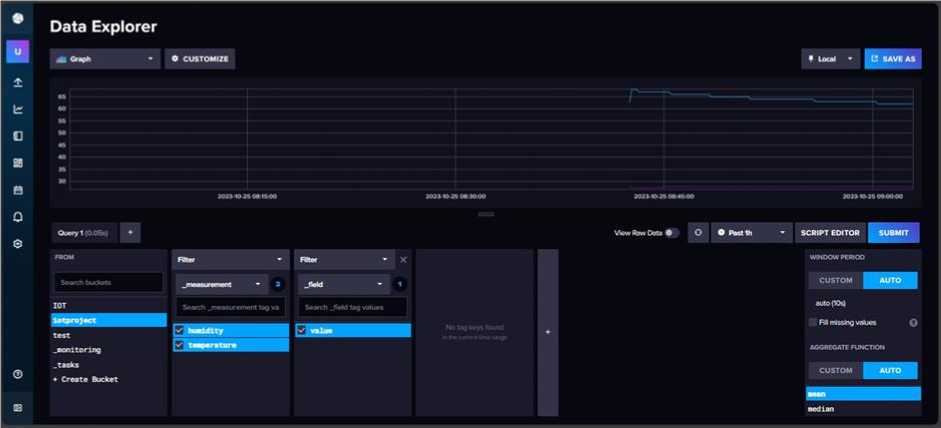 Data Explorer
U
Graph
CUSTOMIZE
Local
SAVE AS
65
60
55
50
45
40
35
30
2023-10-25 08:15:00
2023-10-25 08:30:00
2023-10-25 08:45:00
2023-10-25 09:00:00
Query 1 (0.05s)
+
View Raw Data
Past 1h
SCRIPT EDITOR
SUBMIT
FROM
Search buckets
IOT
iotproject
test
_monitoring
_tasks
+ Create Bucket
Filter
_measurement
2
Search _measurement tag va
humidity
temperature
Filter
_field
1
Search _field tag values
value
No tag keys found
in the current time range
+
WINDOW PERIOD
CUSTOM
AUTO
auto (10s)
Fill missing values
?
AGGREGATE FUNCTION
CUSTOM
AUTO
mean
median